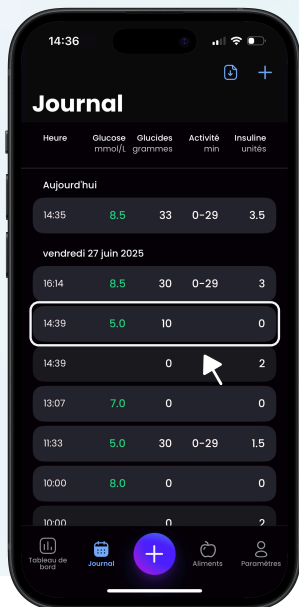 14:36
Journal
Heure Glucose Glucides Activité Insuline
mmol/L grammes min unités
Aujourd'hui
14:35 8.5 33 0-29 3.5
vendredi 27 juin 2025
16:14 8.5 30 0-29 3
14:39 5.0 10 0
14:39 0 2
13:07 7.0 0 0
11:33 5.0 30 0-29 1.5
10:00 8.0 0 0
10:00 0 2
Tableau de bord Journal Aliments Paramètres